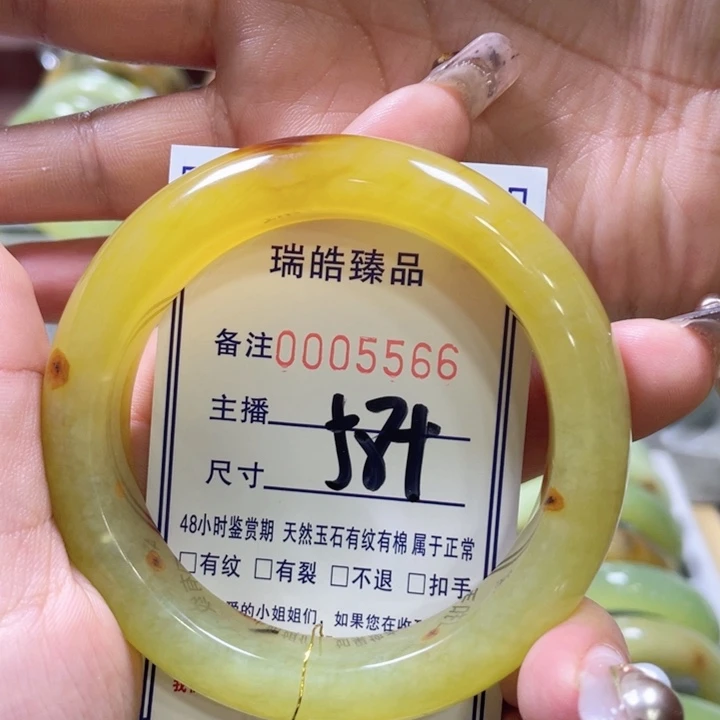 瑞皓臻品
备注0005566
主播
尺寸
48小时鉴赏期 天然玉石有纹有棉 属于正常
□有纹 □有裂 □不退 □扣手
爱的小姐姐们, 如果您在收